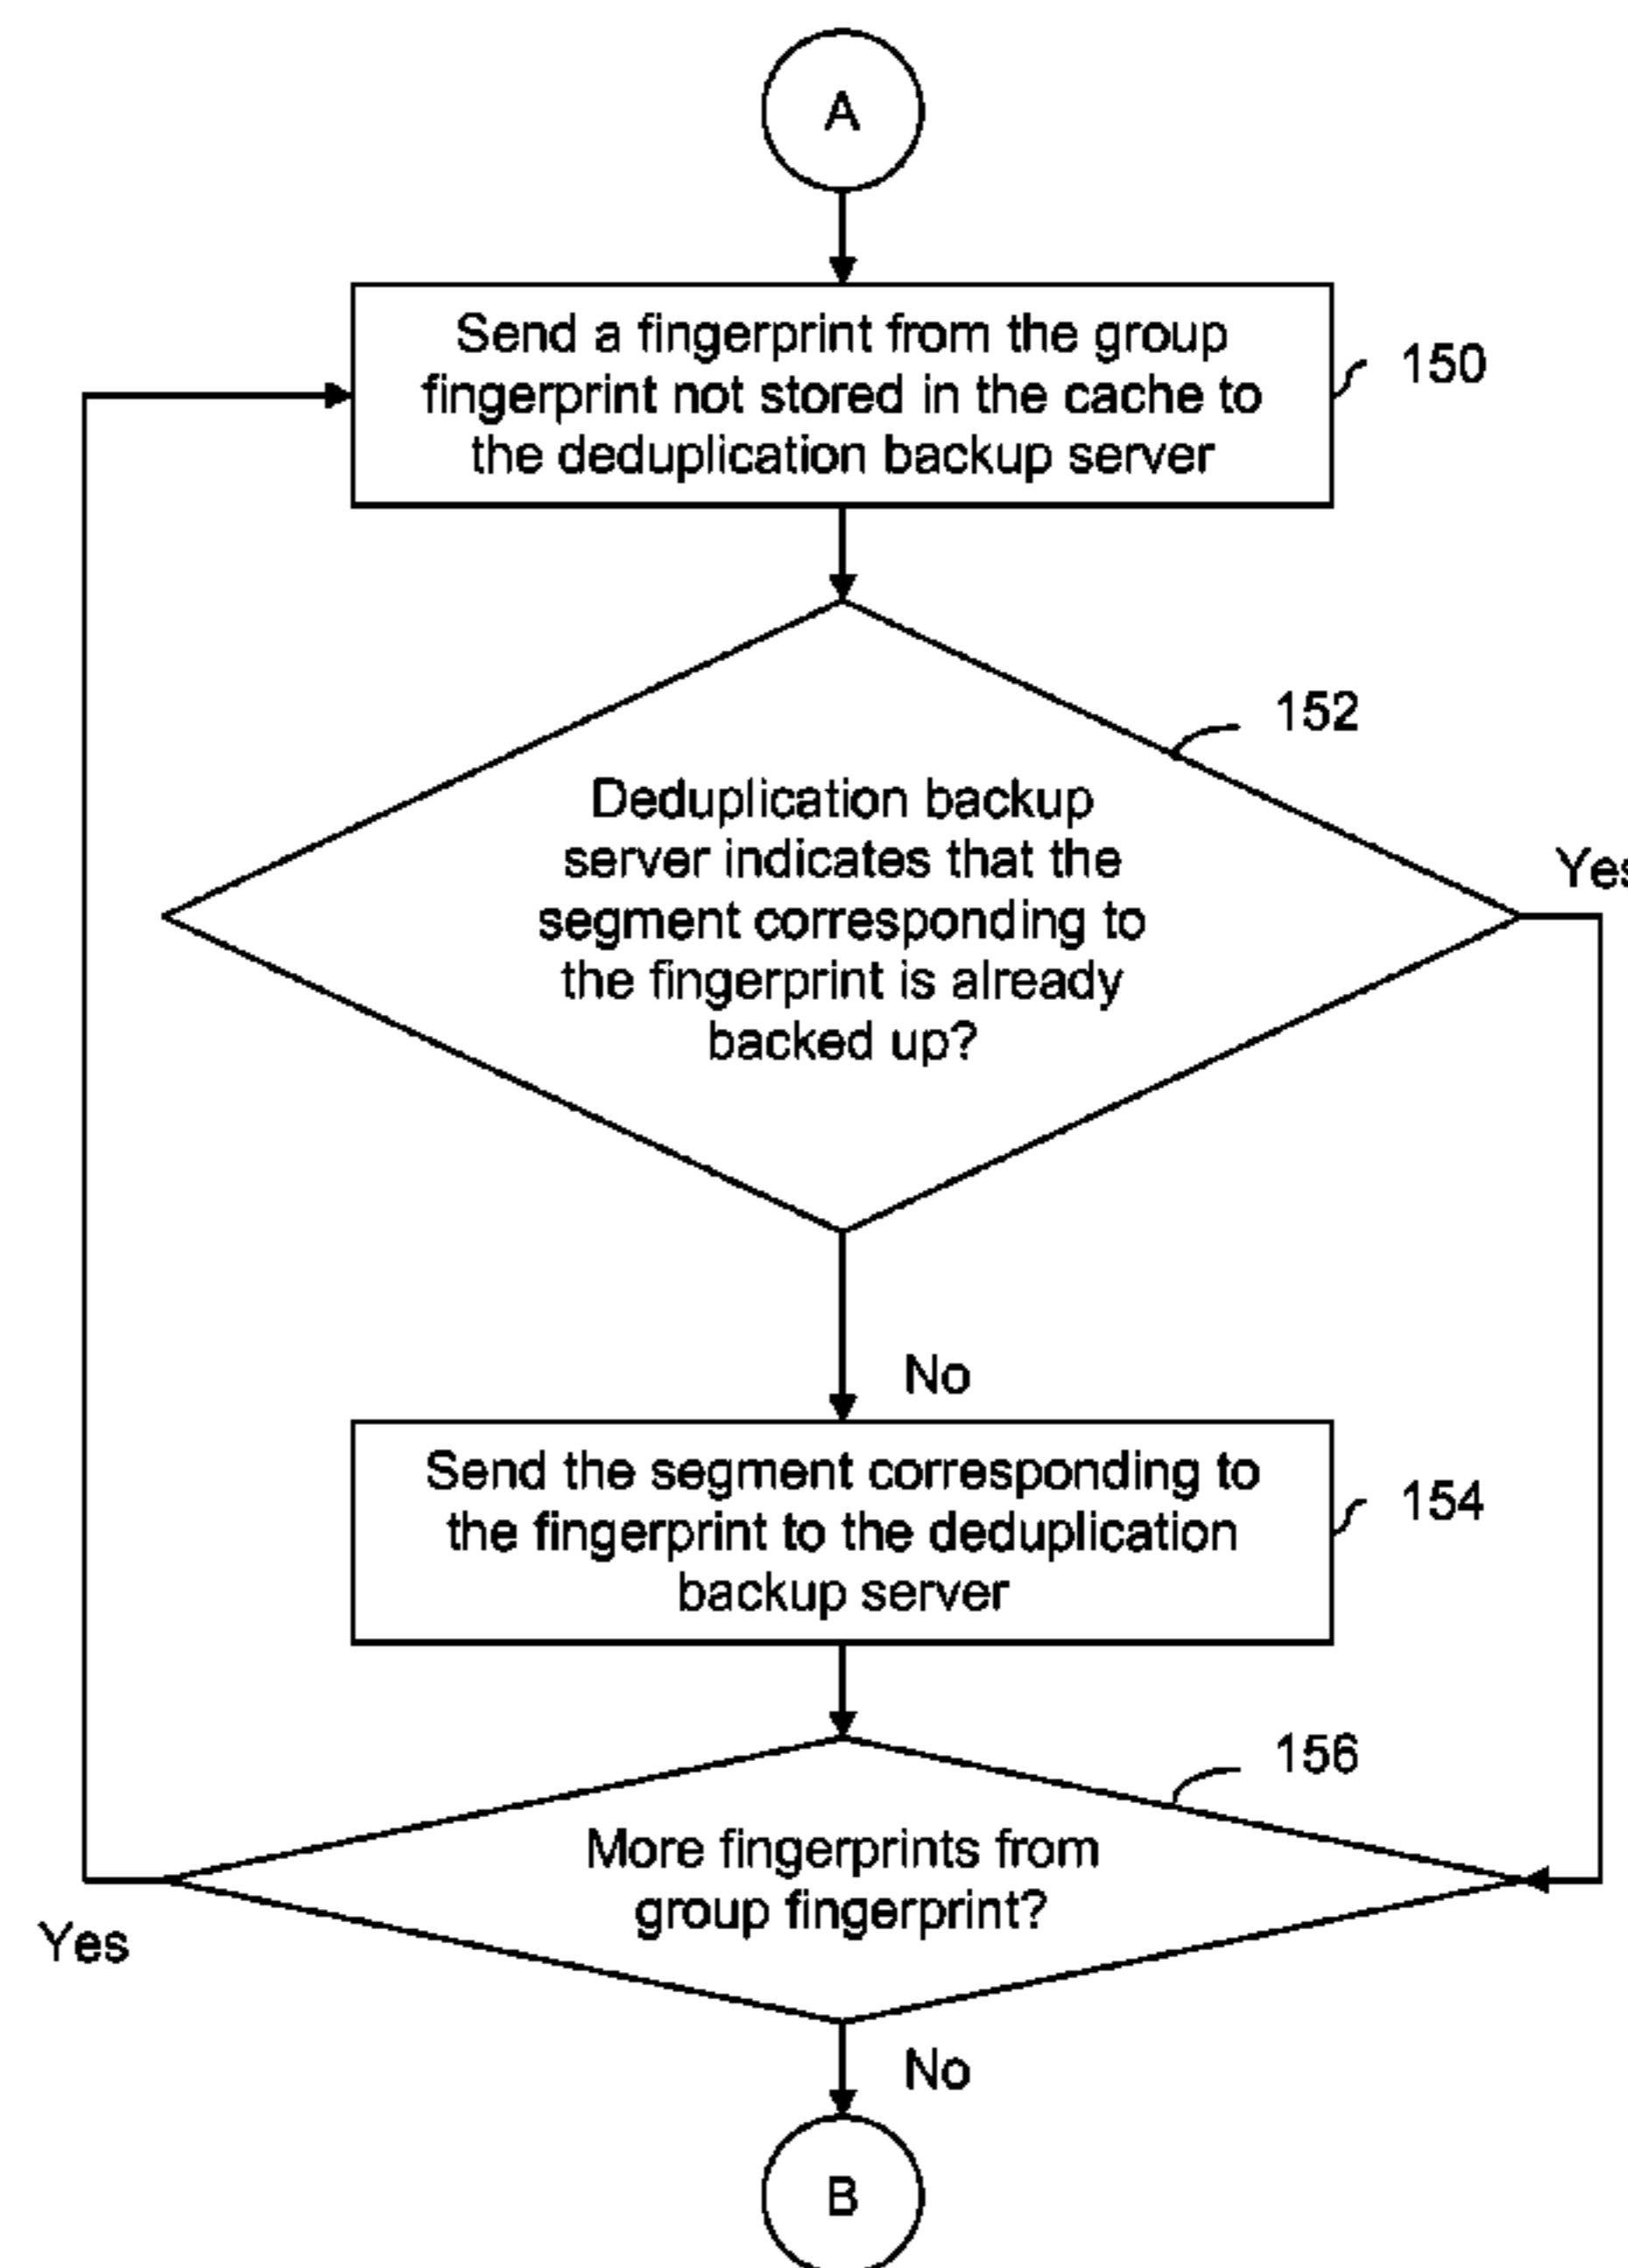 A
Send a fingerprint from the group
fingerprint not stored in the cache to
the deduplication backup server
150
152
Deduplication backup
server indicates that the
segment corresponding to
the fingerprint is already
backed up?
Yes
No
Send the segment corresponding to
the fingerprint to the deduplication
backup server
154
156
More fingerprints from
group fingerprint?
Yes
No
B